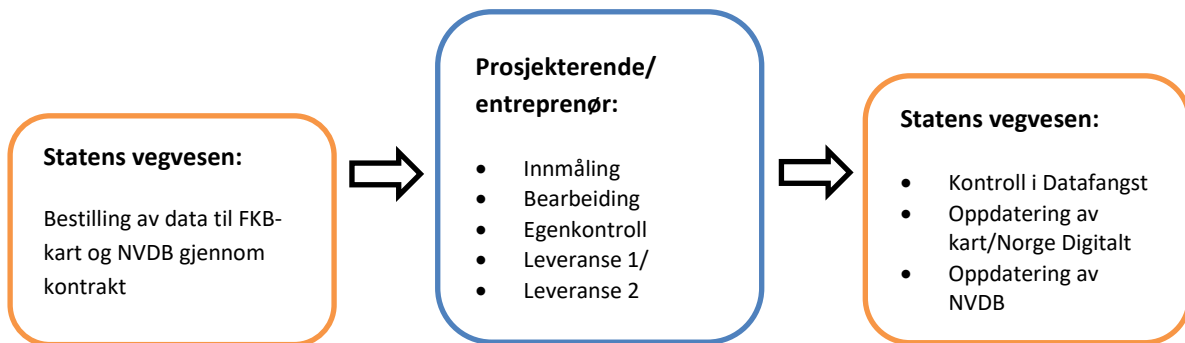 Statens vegvesen:
Bestilling av data til FKB-
kart og NVDB gjennom
kontrakt
Prosjekterende/
entreprenør:
• Innmåling
• Bearbeiding
• Egenkontroll
• Leveranse 1/
• Leveranse 2
Statens vegvesen:
• Kontroll i Datafangst
• Oppdatering av
kart/Norge Digitalt
• Oppdatering av
NVDB